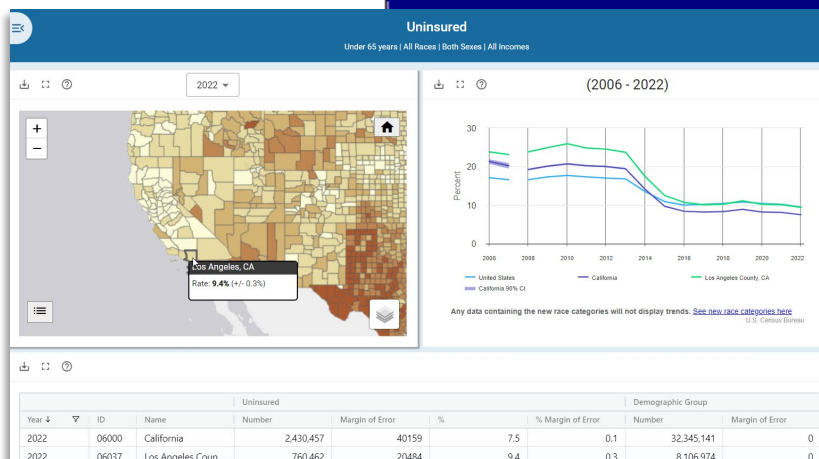 Uninsured
Under 65 years | All Races | Both Sexes | All Incomes
2022
+
−
Los Angeles, CA
Rate: 9.4% (+/- 0.3%)
(2006 - 2022)
Percent
30
20
10
0
2006 2008 2010 2012 2014 2016 2018 2020 2022
United States California Los Angeles County, CA
California 90% CI
Any data containing the new race categories will not display trends. See new race categories here
U.S. Census Bureau
Uninsured Demographic Group
Year ID Name Number Margin of Error % % Margin of Error Number Margin of Error
2022 06000 California 2,430,457 40159 7.5 0.1 32,345,141 0
2022 06037 Los Angeles Coun 760,462 20484 9.4 0.3 8,106,974 0